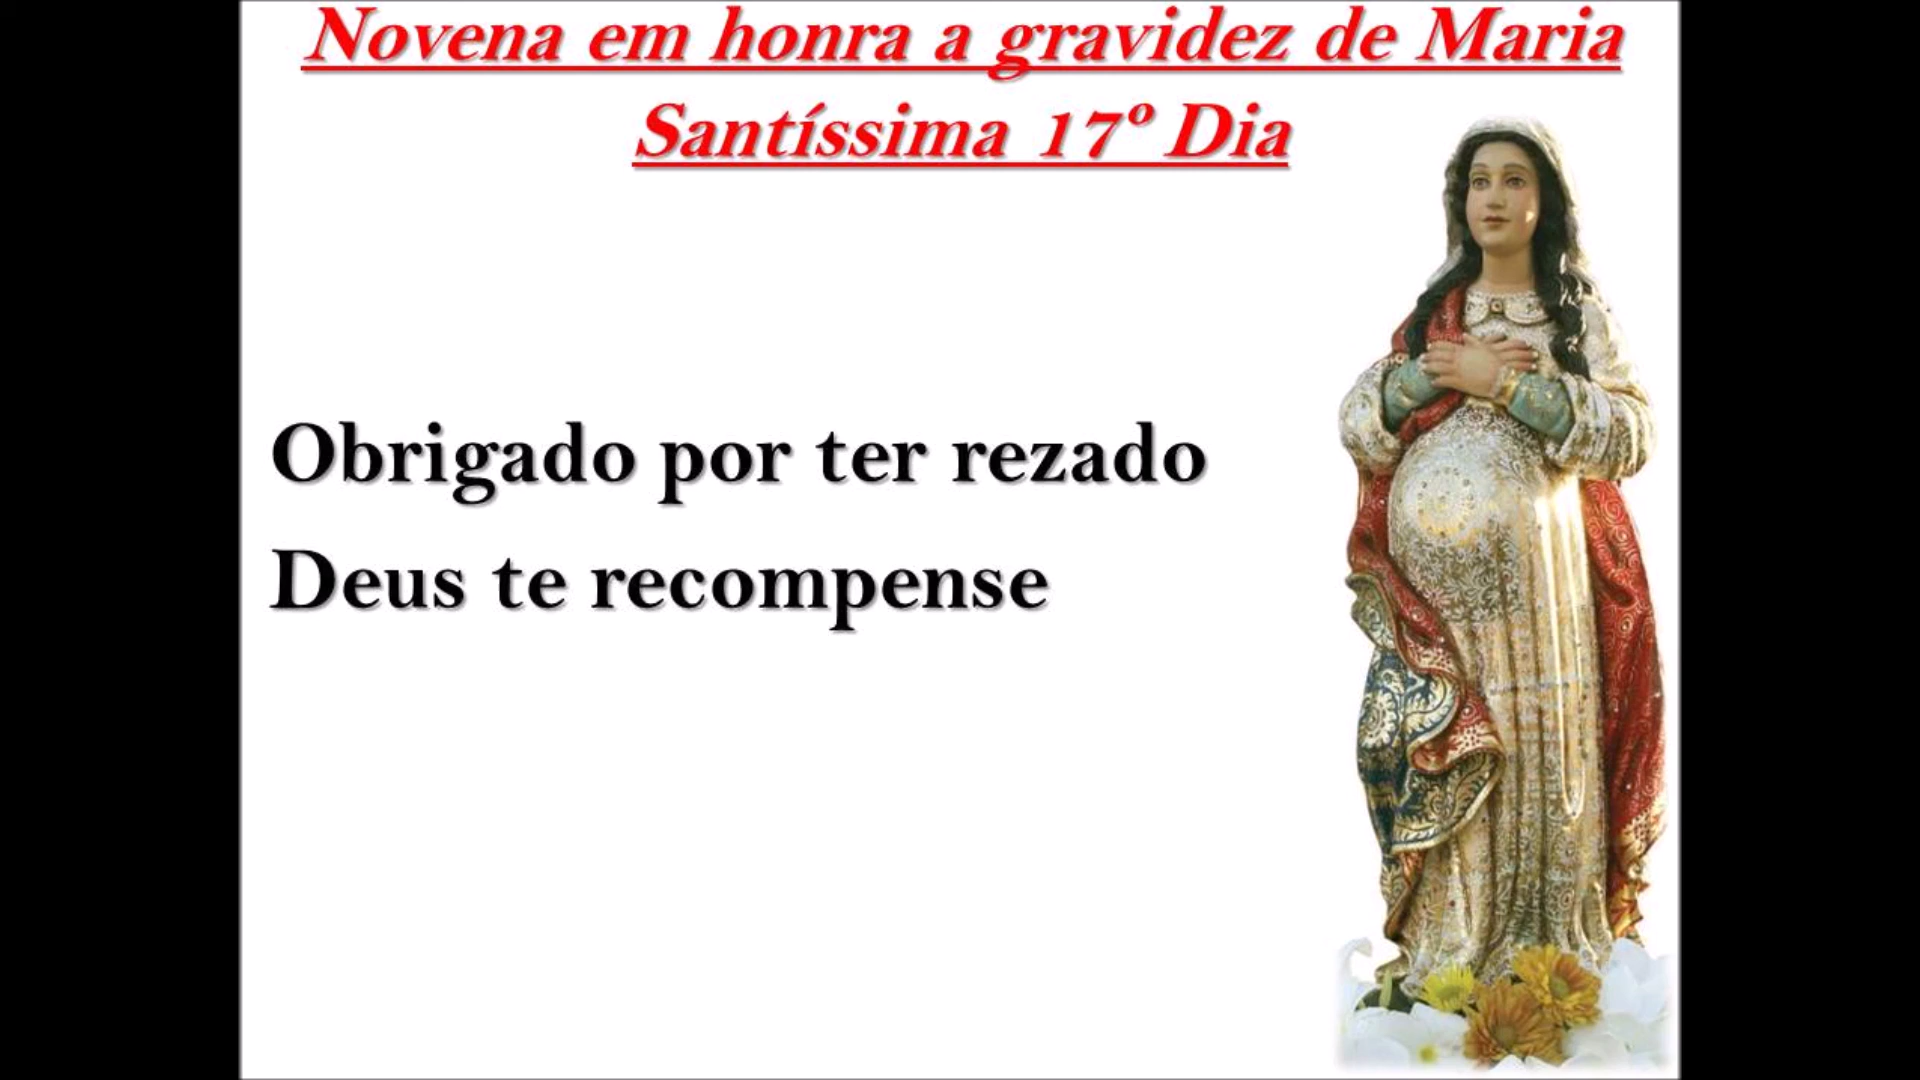 Novena em honra a gravidez de Maria
Santíssima 17º Dia
Obrigado por ter rezado
Deus te recompense